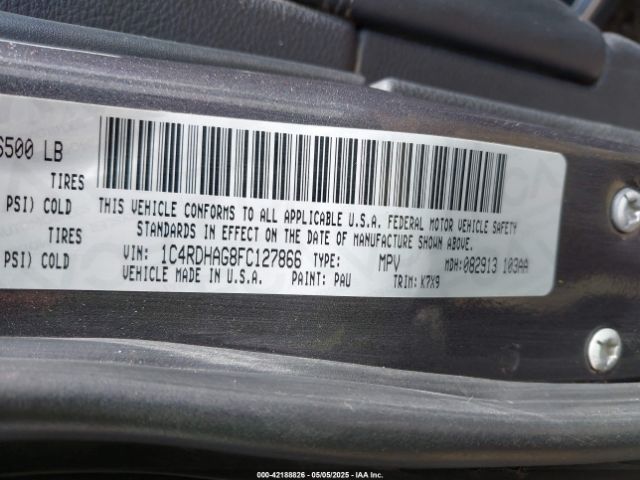 6500 LB
TIRES
PSI) COLD
TIRES
PSI) COLD
THIS VEHICLE CONFORMS TO ALL APPLICABLE U.S.A. FEDERAL MOTOR VEHICLE SAFETY
STANDARDS IN EFFECT ON THE DATE OF MANUFACTURE SHOWN ABOVE.
VIN: 1C4RDHAG8FC127866 TYPE: MPV MDH:082913 103AA
VEHICLE MADE IN U.S.A. PAINT: PAU TRIM: K7X9
000-42188826 - 05/05/2025 - IAA Inc.